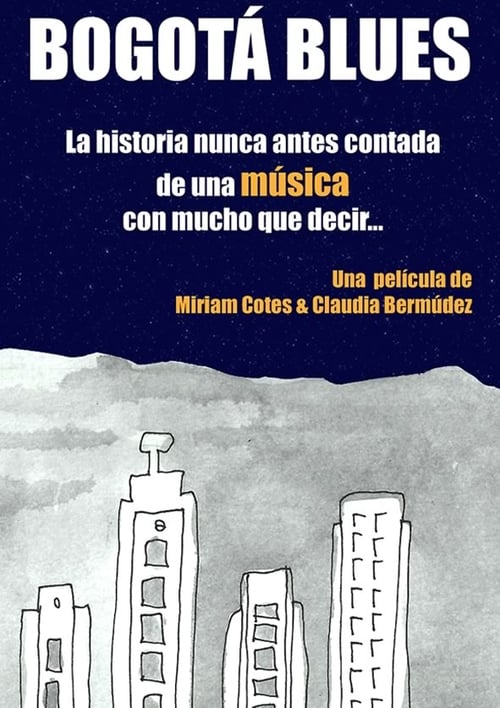 BOGOTÁ BLUES
La historia nunca antes contada
de una música
con mucho que decir...
Una película de
Miriam Cotes & Claudia Bermúdez